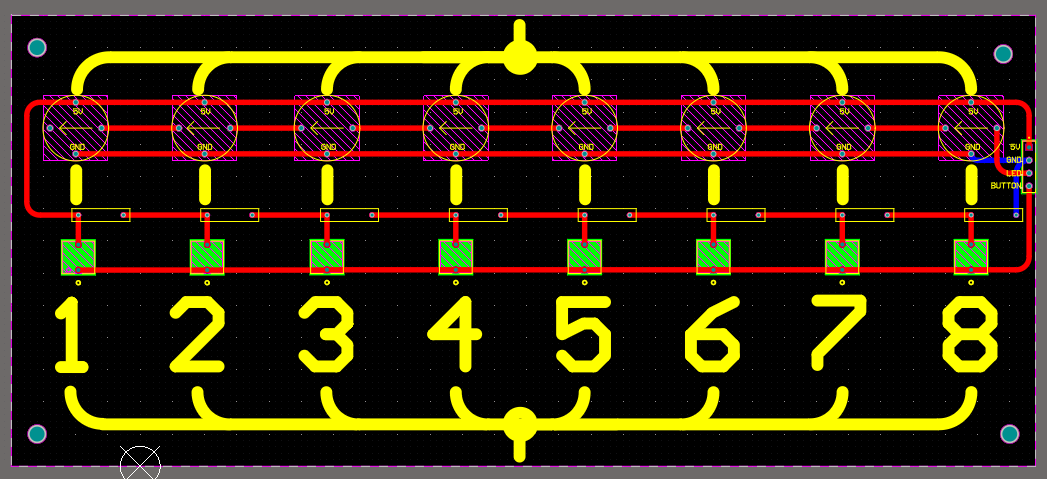 5V 5V 5V 5V 5V 5V 5V 5V
GND GND GND GND GND GND GND GND
5V
GND
LED
BUTTON
1 2 3 4 5 6 7 8